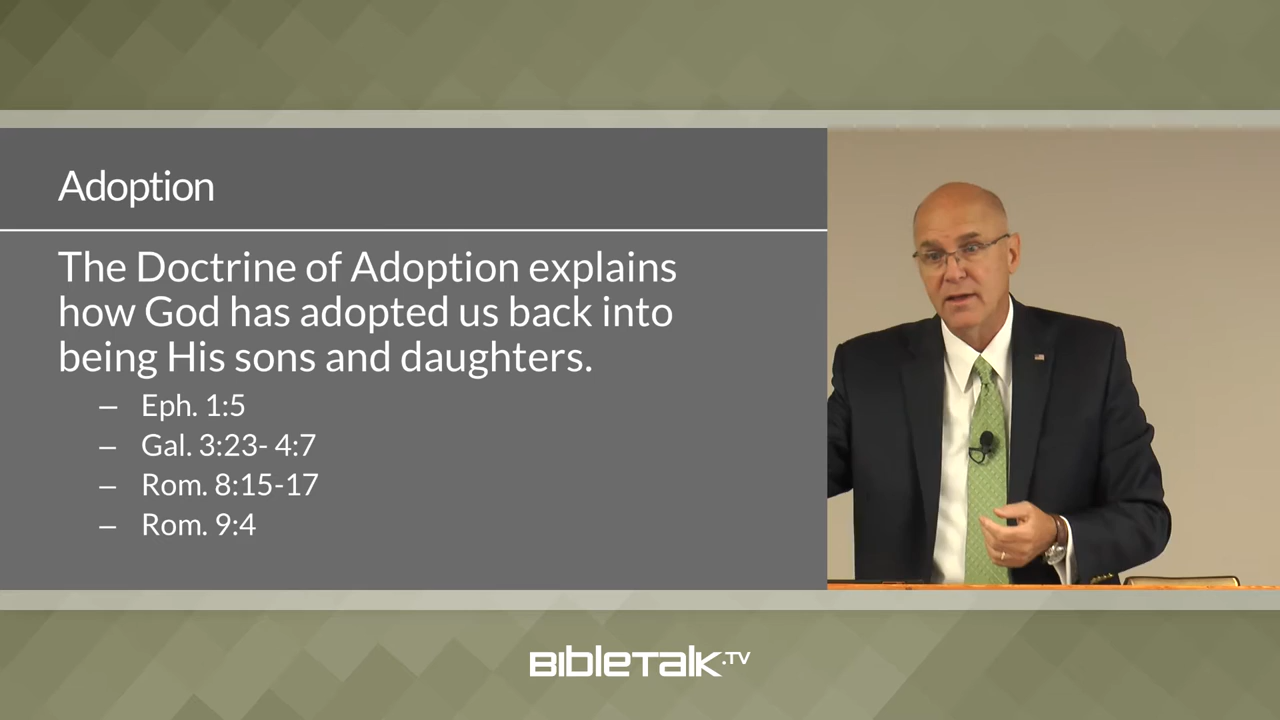 Adoption
The Doctrine of Adoption explains
how God has adopted us back into
being His sons and daughters.
– Eph. 1:5
– Gal. 3:23- 4:7
– Rom. 8:15-17
– Rom. 9:4
BIBLETALK.TV